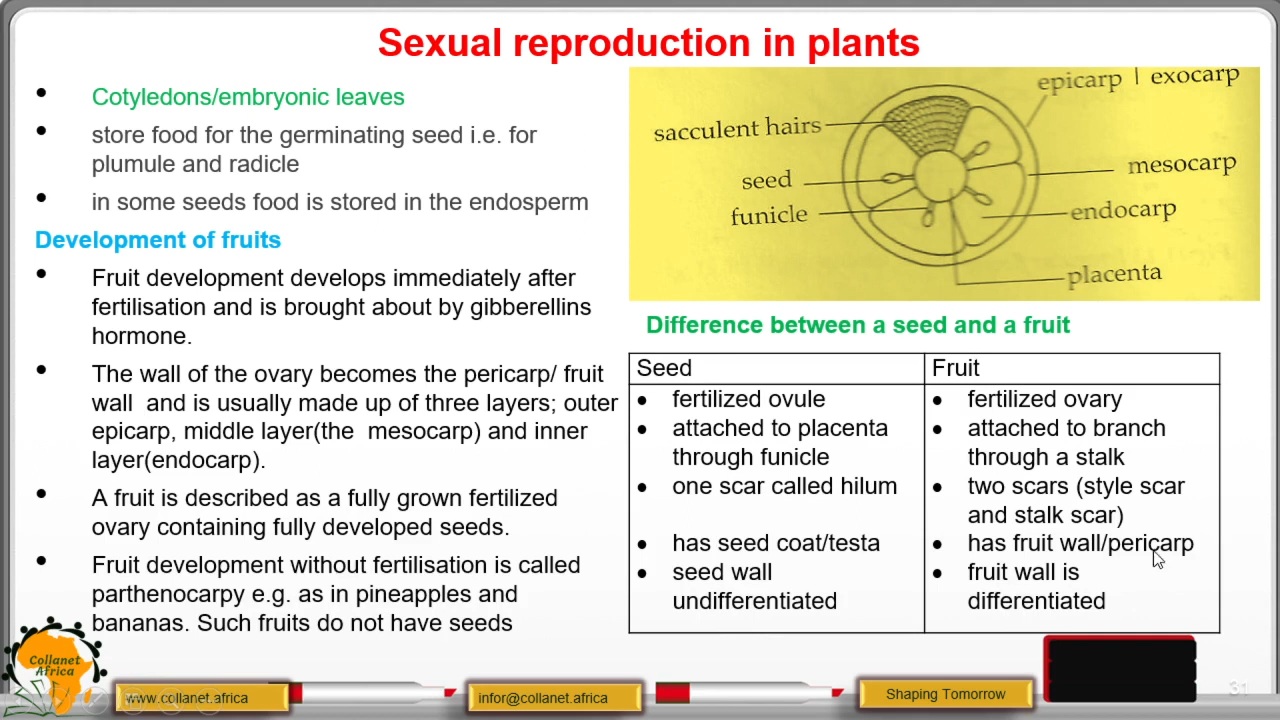 Sexual reproduction in plants
• Cotyledons/embryonic leaves
• store food for the germinating seed i.e. for
plumule and radicle
• in some seeds food is stored in the endosperm
Development of fruits
• Fruit development develops immediately after
fertilisation and is brought about by gibberellins
hormone.
• The wall of the ovary becomes the pericarp/ fruit
wall and is usually made up of three layers; outer
epicarp, middle layer(the mesocarp) and inner
layer(endocarp).
• A fruit is described as a fully grown fertilized
ovary containing fully developed seeds.
• Fruit development without fertilisation is called
parthenocarpy e.g. as in pineapples and
bananas. Such fruits do not have seeds
epicarp | exocarp
sacculent hairs
mesocarp
seed
funicle
endocarp
placenta
Difference between a seed and a fruit
Seed
• fertilized ovule
• attached to placenta
through funicle
• one scar called hilum
• has seed coat/testa
• seed wall
undifferentiated
Fruit
• fertilized ovary
• attached to branch
through a stalk
• two scars (style scar
and stalk scar)
• has fruit wall/pericarp
• fruit wall is
differentiated
Collanet
Africa
www.collanet.africa
infor@collanet.africa
Shaping Tomorrow
31